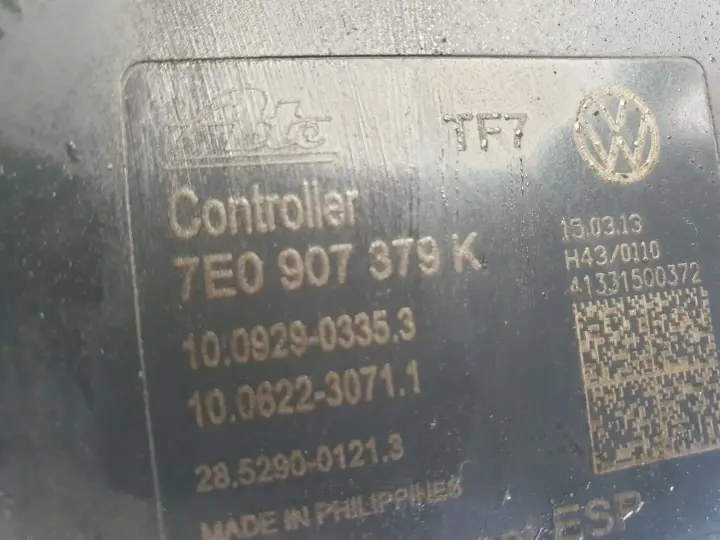 Ate
TF7
Controller
7E0 907 379 K
10.0929-0335.3
10.0622-3071.1
28.5290-0121.3
MADE IN PHILIPPINES
15.03.13
H43/0110
41331500372
ESP